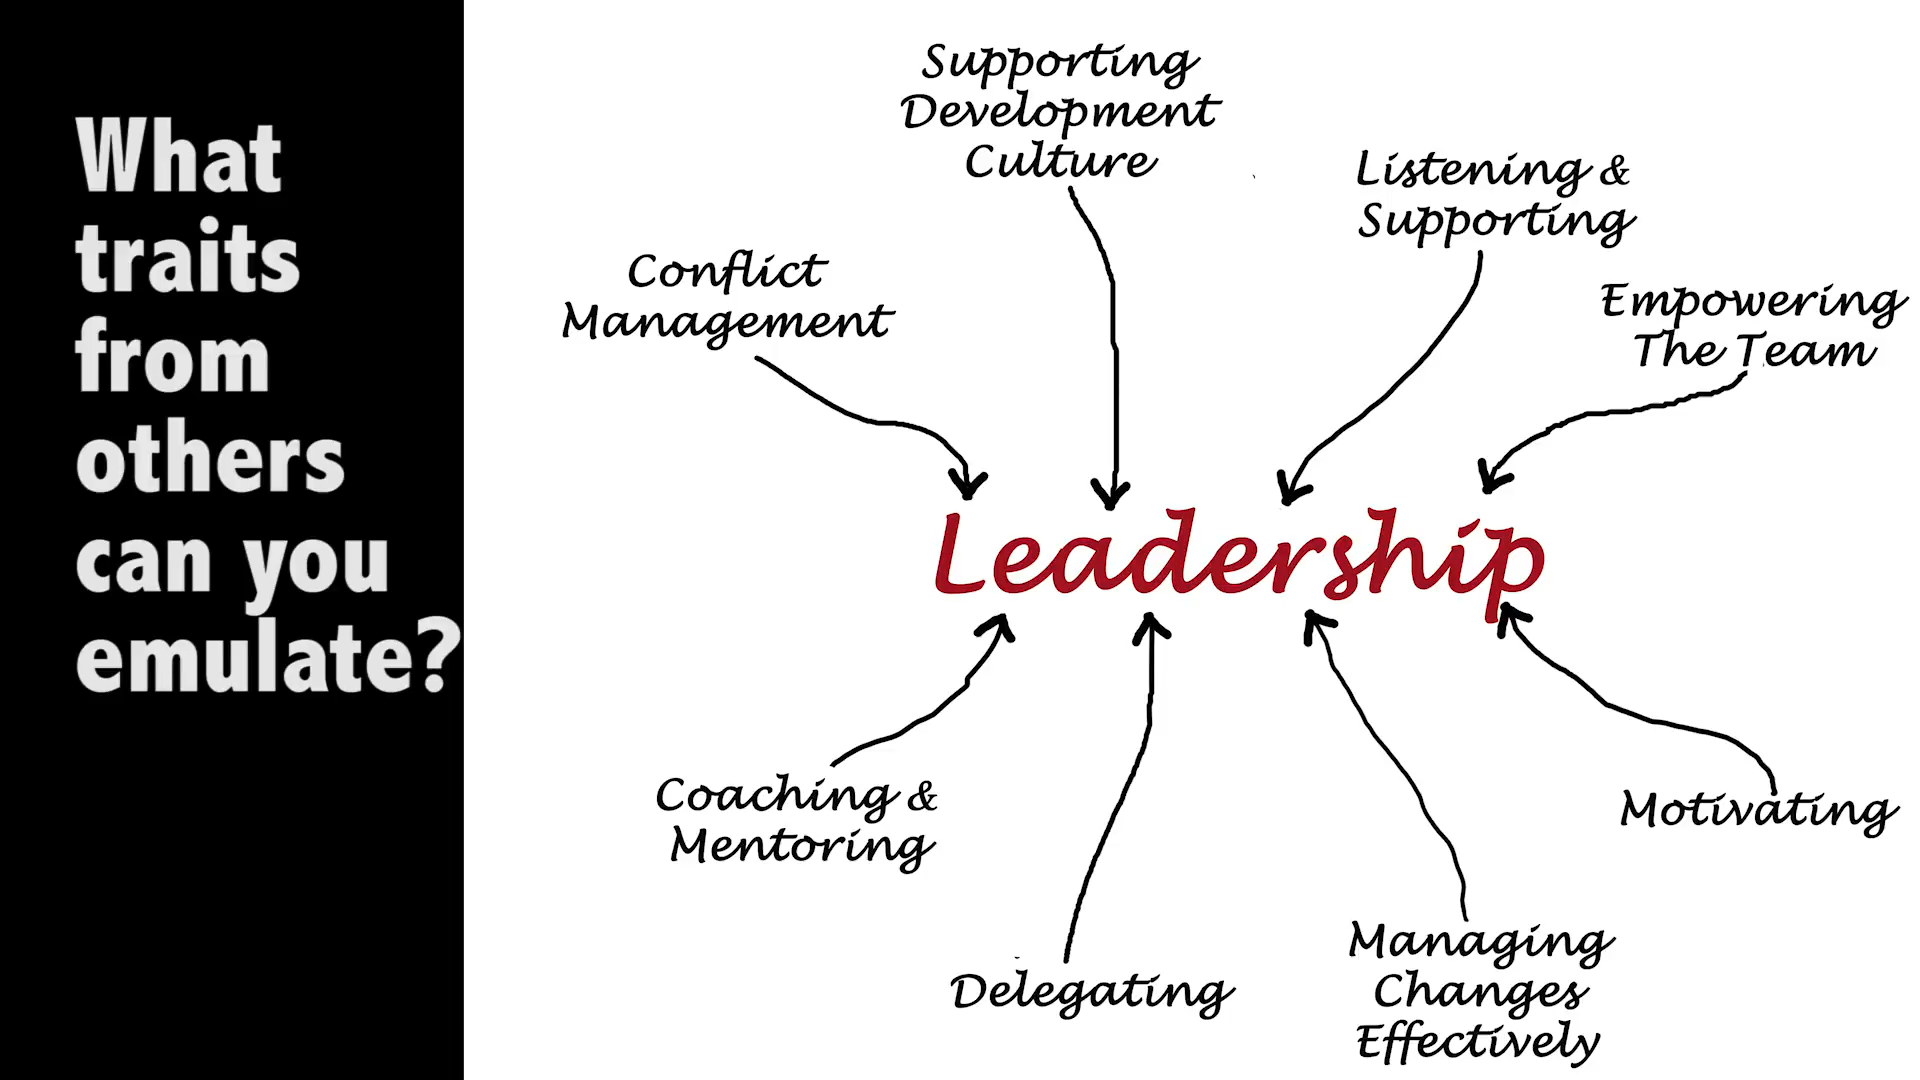 What
traits
from
others
can you
emulate?
Supporting
Development
Culture
Listening &
Supporting
Conflict
Management
Empowering
The Team
Leadership
Coaching &
Mentoring
Motivating
Delegating
Managing
Changes
Effectively